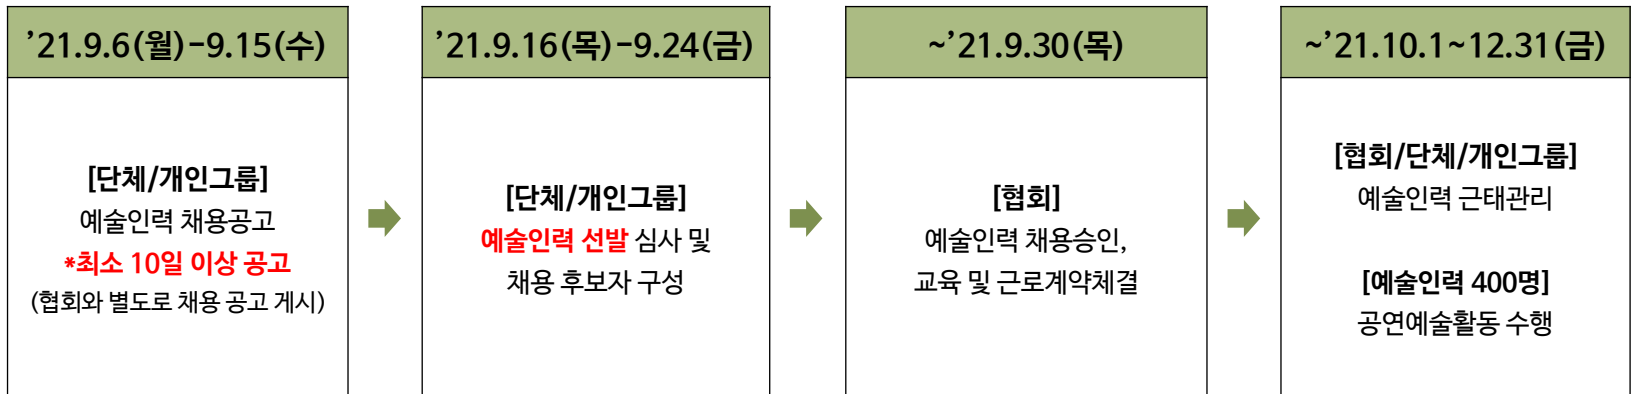 ’21.9.6(월)-9.15(수)
[단체/개인그룹]
예술인력 채용공고
*최소 10일 이상 공고
(협회와 별도로 채용 공고 게시)
’21.9.16(목)-9.24(금)
[단체/개인그룹]
예술인력 선발 심사 및
채용 후보자 구성
~’21.9.30(목)
[협회]
예술인력 채용승인,
교육 및 근로계약체결
~’21.10.1~12.31(금)
[협회/단체/개인그룹]
예술인력 근태관리
[예술인력 400명]
공연예술활동 수행